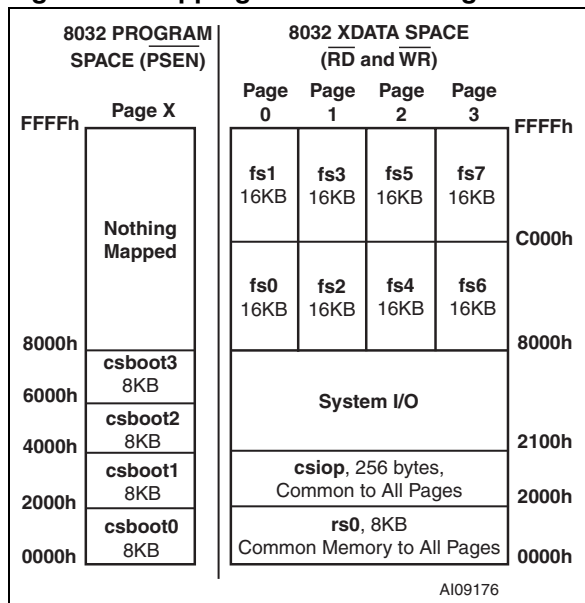 8032 PROGRAM
SPACE (PSEN)
Page X
FFFFh
Nothing
Mapped
8000h
csboot3
8KB
6000h
csboot2
8KB
4000h
csboot1
8KB
2000h
csboot0
8KB
0000h
8032 XDATA SPACE
(RD and WR)
Page 0
Page 1
Page 2
Page 3
FFFFh
fs1
16KB
fs3
16KB
fs5
16KB
fs7
16KB
C000h
fs0
16KB
fs2
16KB
fs4
16KB
fs6
16KB
8000h
System I/O
2100h
csiop, 256 bytes,
Common to All Pages
2000h
rs0, 8KB
Common Memory to All Pages
0000h
AI09176